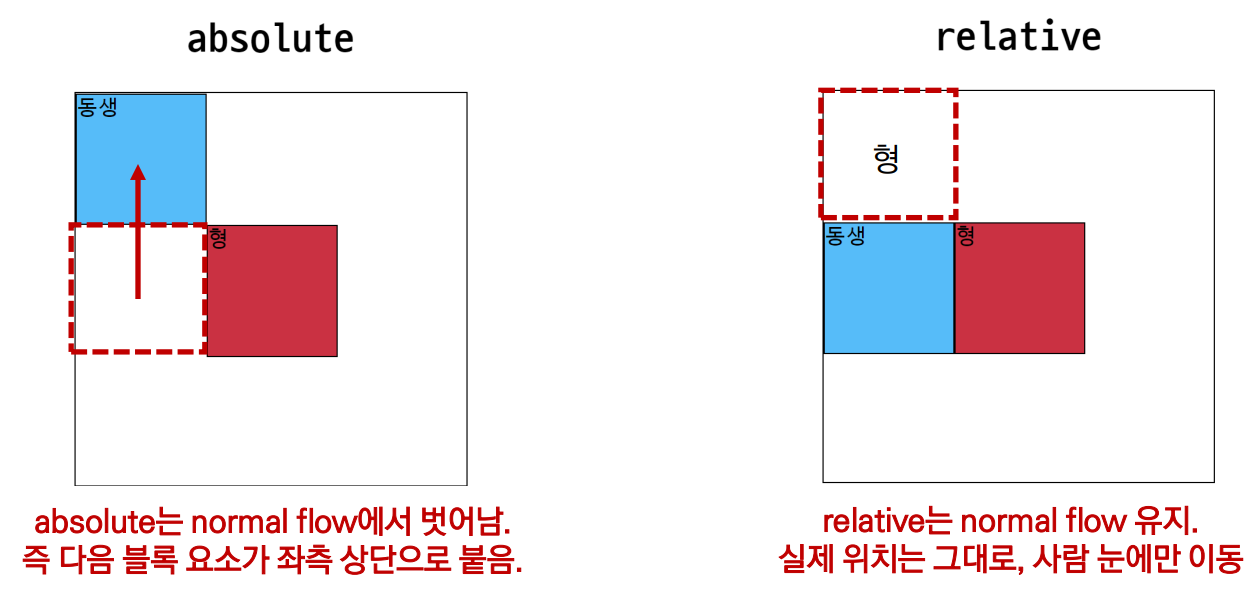 absolute
동생
형
absolute는 normal flow에서 벗어남.
즉 다음 블록 요소가 좌측 상단으로 붙음.
relative
형
동생
형
relative는 normal flow 유지.
실제 위치는 그대로, 사람 눈에만 이동